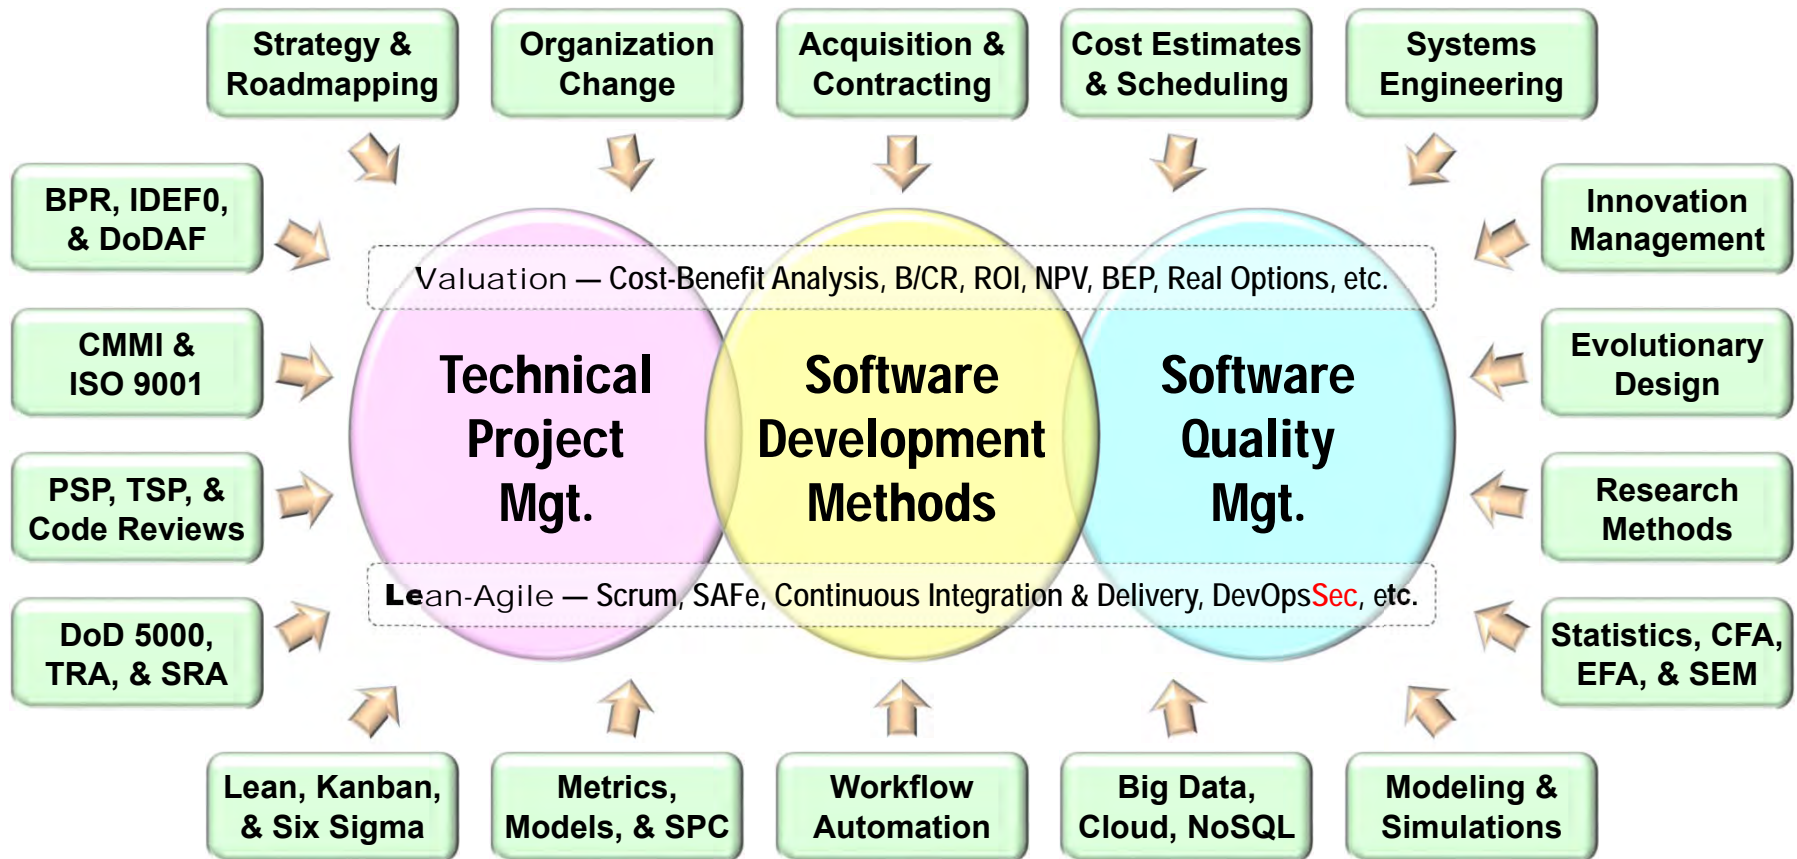 Strategy &
Roadmapping
Organization
Change
Acquisition &
Contracting
Cost Estimates
& Scheduling
Systems
Engineering
BPR, IDEF0,
& DoDAF
Innovation
Management
Valuation — Cost-Benefit Analysis, B/CR, ROI, NPV, BEP, Real Options, etc.
CMMI &
ISO 9001
Technical
Project
Mgt.
Software
Development
Methods
Software
Quality
Mgt.
Evolutionary
Design
PSP, TSP, &
Code Reviews
Research
Methods
Lean-Agile — Scrum, SAFe, Continuous Integration & Delivery, DevOpsSec, etc.
DoD 5000,
TRA, & SRA
Statistics, CFA,
EFA, & SEM
Lean, Kanban,
& Six Sigma
Metrics,
Models, & SPC
Workflow
Automation
Big Data,
Cloud, NoSQL
Modeling &
Simulations